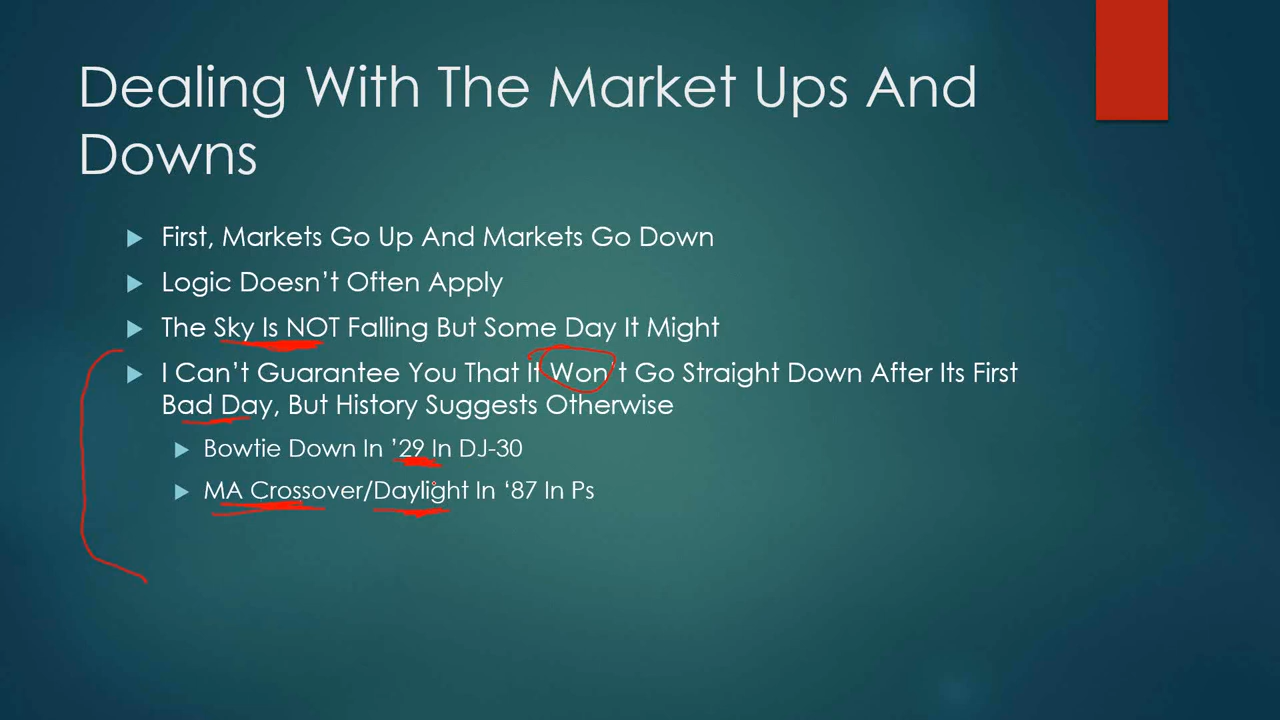 Dealing With The Market Ups And
Downs
First, Markets Go Up And Markets Go Down
Logic Doesn’t Often Apply
The Sky Is NOT Falling But Some Day It Might
I Can’t Guarantee You That It Won’t Go Straight Down After Its First
Bad Day, But History Suggests Otherwise
Bowtie Down In ’29 In DJ-30
MA Crossover/Daylight In ‘87 In Ps